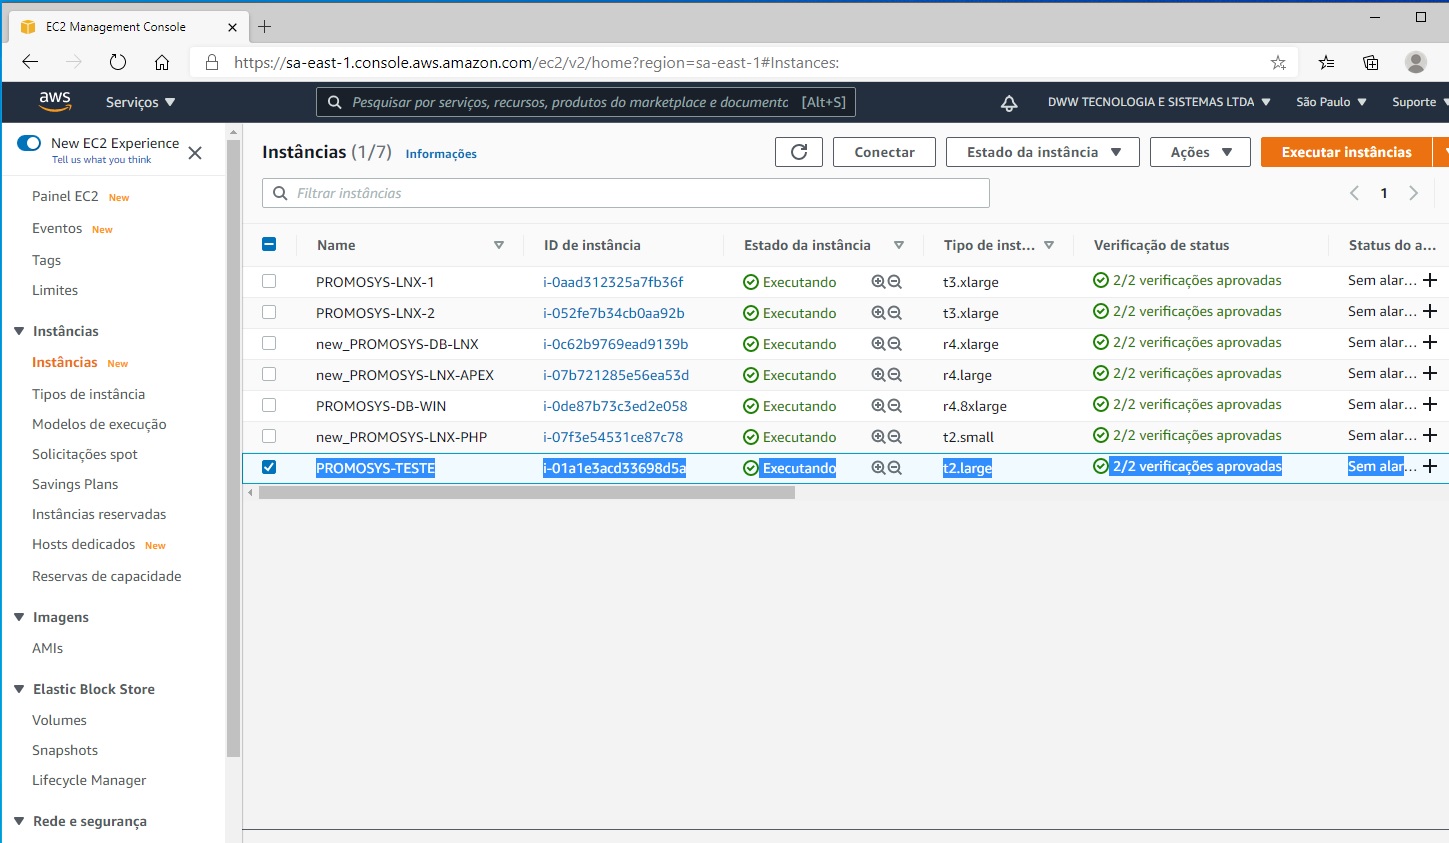 EC2 Management Console
https://sa-east-1.console.aws.amazon.com/ec2/v2/home?region=sa-east-1#Instances:
aws Serviços Pesquisar por serviços, recursos, produtos do marketplace e documentc [Alt+S] DWW TECNOLOGIA E SISTEMAS LTDA São Paulo Suporte
New EC2 Experience
Tell us what you think
Painel EC2 New
Eventos New
Tags
Limites
Instâncias
Instâncias New
Tipos de instância
Modelos de execução
Solicitações spot
Savings Plans
Instâncias reservadas
Hosts dedicados New
Reservas de capacidade
Imagens
AMIs
Elastic Block Store
Volumes
Snapshots
Lifecycle Manager
Rede e segurança
Instâncias (1/7) Informações Conectar Estado da instância Ações Executar instâncias
Filtrar instâncias 1
Name ID de instância Estado da instância Tipo de inst... Verificação de status Status do a...
PROMOSYS-LNX-1 i-0aad312325a7fb36f Executando t3.xlarge 2/2 verificações aprovadas Sem alar...
PROMOSYS-LNX-2 i-052fe7b34cb0aa92b Executando t3.xlarge 2/2 verificações aprovadas Sem alar...
new_PROMOSYS-DB-LNX i-0c62b9769ead9139b Executando r4.xlarge 2/2 verificações aprovadas Sem alar...
new_PROMOSYS-LNX-APEX i-07b721285e56ea53d Executando r4.large 2/2 verificações aprovadas Sem alar...
PROMOSYS-DB-WIN i-0de87b73c3ed2e058 Executando r4.8xlarge 2/2 verificações aprovadas Sem alar...
new_PROMOSYS-LNX-PHP i-07f3e54531ce87c78 Executando t2.small 2/2 verificações aprovadas Sem alar...
PROMOSYS-TESTE i-01a1e3acd33698d5a Executando t2.large 2/2 verificações aprovadas Sem alar...